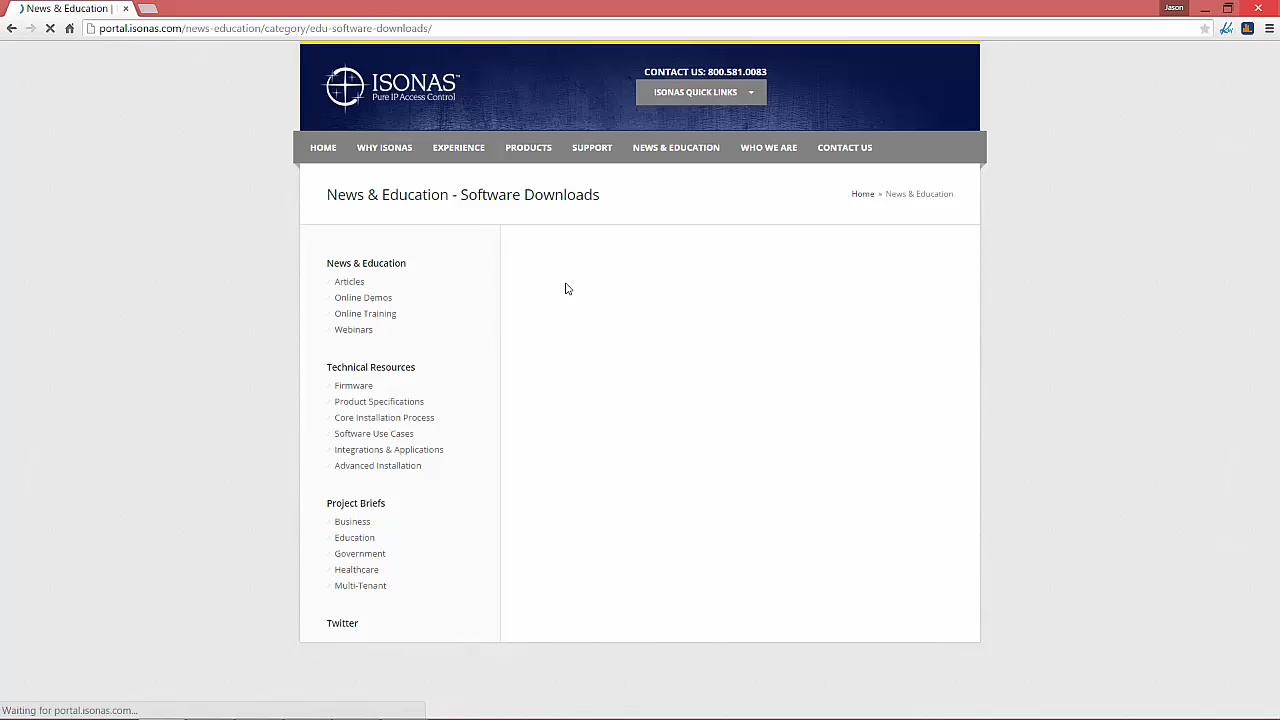 News & Education |
Jason
portal.isonas.com/news-education/category/edu-software-downloads/
ISONAS™
Pure IP Access Control
CONTACT US: 800.581.0083
ISONAS QUICK LINKS
HOME WHY ISONAS EXPERIENCE PRODUCTS SUPPORT NEWS & EDUCATION WHO WE ARE CONTACT US
News & Education - Software Downloads
Home » News & Education
News & Education
Articles
Online Demos
Online Training
Webinars
Technical Resources
Firmware
Product Specifications
Core Installation Process
Software Use Cases
Integrations & Applications
Advanced Installation
Project Briefs
Business
Education
Government
Healthcare
Multi-Tenant
Twitter
Waiting for portal.isonas.com...